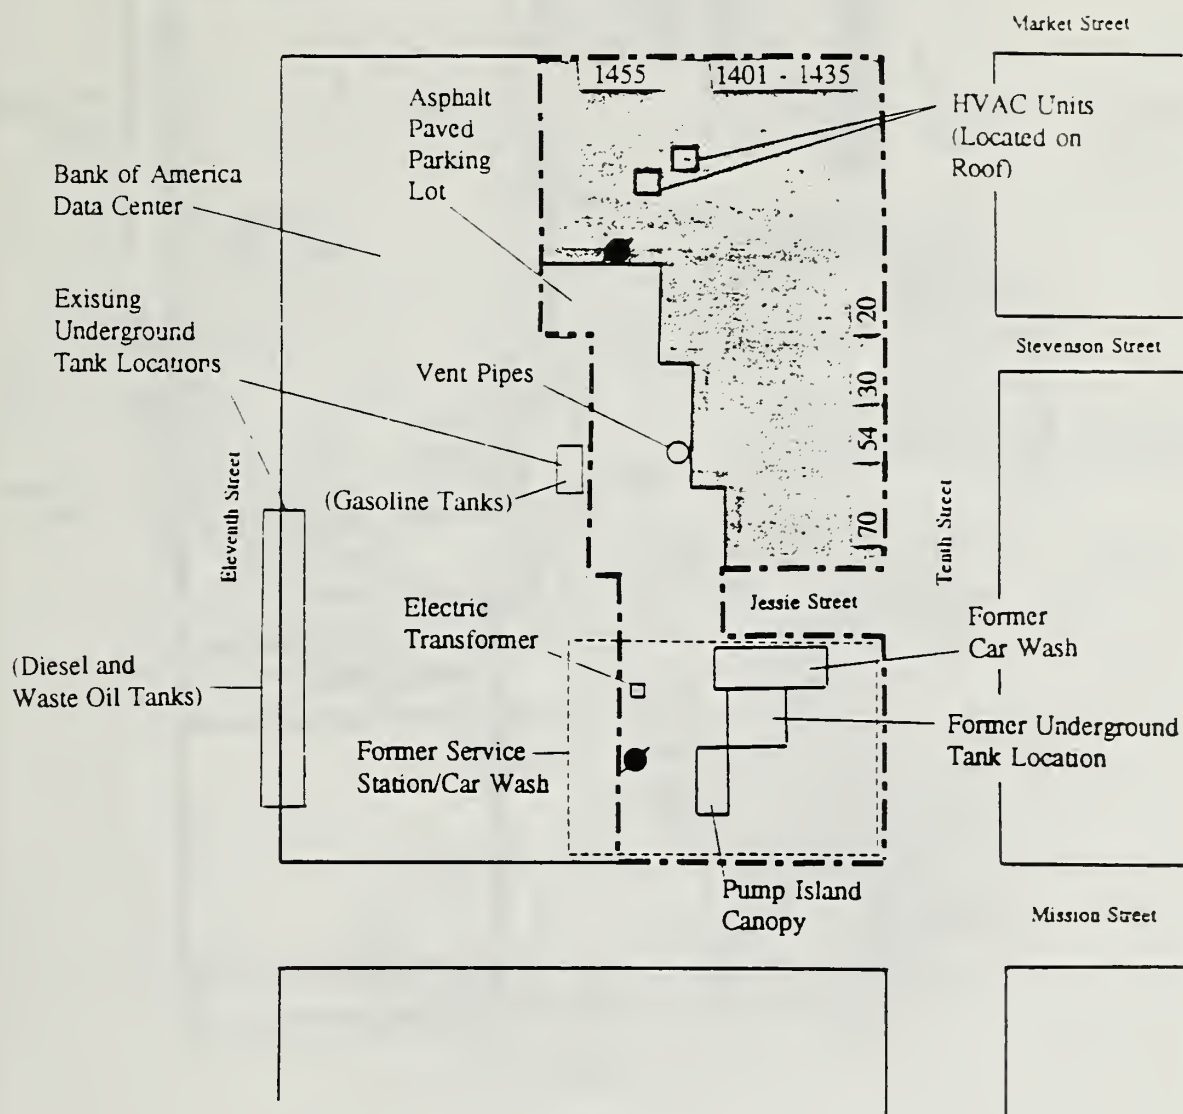 Market Street
1455
1401 - 1435
Asphalt
Paved
Parking
Lot
HVAC Units
(Located on
Roof)
Bank of America
Data Center
Existing
Underground
Tank Locations
20
Stevenson Street
Vent Pipes
30
54
(Gasoline Tanks)
Eleventh Street
70
Tenth Street
Jessie Street
Electric
Transformer
Former
Car Wash
(Diesel and
Waste Oil Tanks)
Former Underground
Tank Location
Former Service
Station/Car Wash
Pump Island
Canopy
Mission Street